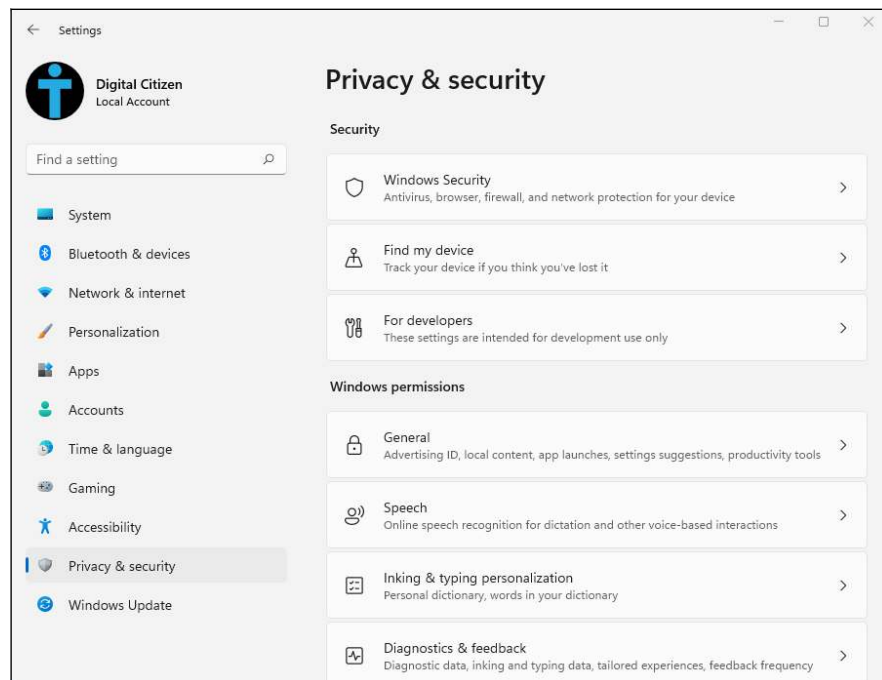 Settings
Digital Citizen
Local Account
Find a setting
System
Bluetooth & devices
Network & internet
Personalization
Apps
Accounts
Time & language
Gaming
Accessibility
Privacy & security
Windows Update
Privacy & security
Security
Windows Security
Antivirus, browser, firewall, and network protection for your device
Find my device
Track your device if you think you've lost it
For developers
These settings are intended for development use only
Windows permissions
General
Advertising ID, local content, app launches, settings suggestions, productivity tools
Speech
Online speech recognition for dictation and other voice-based interactions
Inking & typing personalization
Personal dictionary, words in your dictionary
Diagnostics & feedback
Diagnostic data, inking and typing data, tailored experiences, feedback frequency